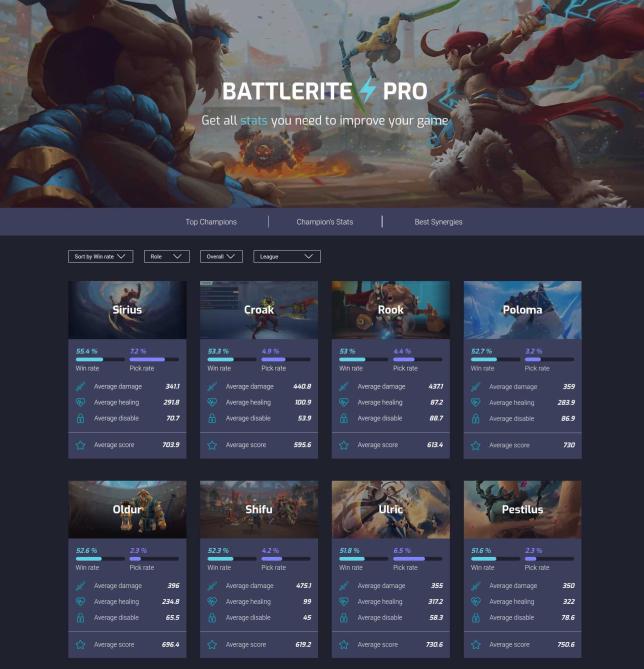 BATTLERITE PRO
Get all stats you need to improve your game
Top Champions Champion's Stats Best Synergies
Sort by Win rate Role Overall League
Sirius Croak Rook Poloma
55.4 % 7.2 % 53.3 % 4.9 % 53 % 4.4 % 52.7 % 3.2 %
Win rate Pick rate Win rate Pick rate Win rate Pick rate Win rate Pick rate
Average damage 341.1 Average damage 440.8 Average damage 437.1 Average damage 359
Average healing 291.8 Average healing 100.9 Average healing 87.2 Average healing 283.9
Average disable 70.7 Average disable 53.9 Average disable 88.7 Average disable 86.9
Average score 703.9 Average score 595.6 Average score 613.4 Average score 730
Oldur Shifu Ulric Pestilus
52.6 % 2.3 % 52.3 % 4.2 % 51.8 % 6.5 % 51.6 % 2.3 %
Win rate Pick rate Win rate Pick rate Win rate Pick rate Win rate Pick rate
Average damage 396 Average damage 475.1 Average damage 355 Average damage 350
Average healing 234.8 Average healing 99 Average healing 317.2 Average healing 322
Average disable 65.5 Average disable 45 Average disable 58.3 Average disable 78.6
Average score 696.4 Average score 619.2 Average score 730.6 Average score 750.6